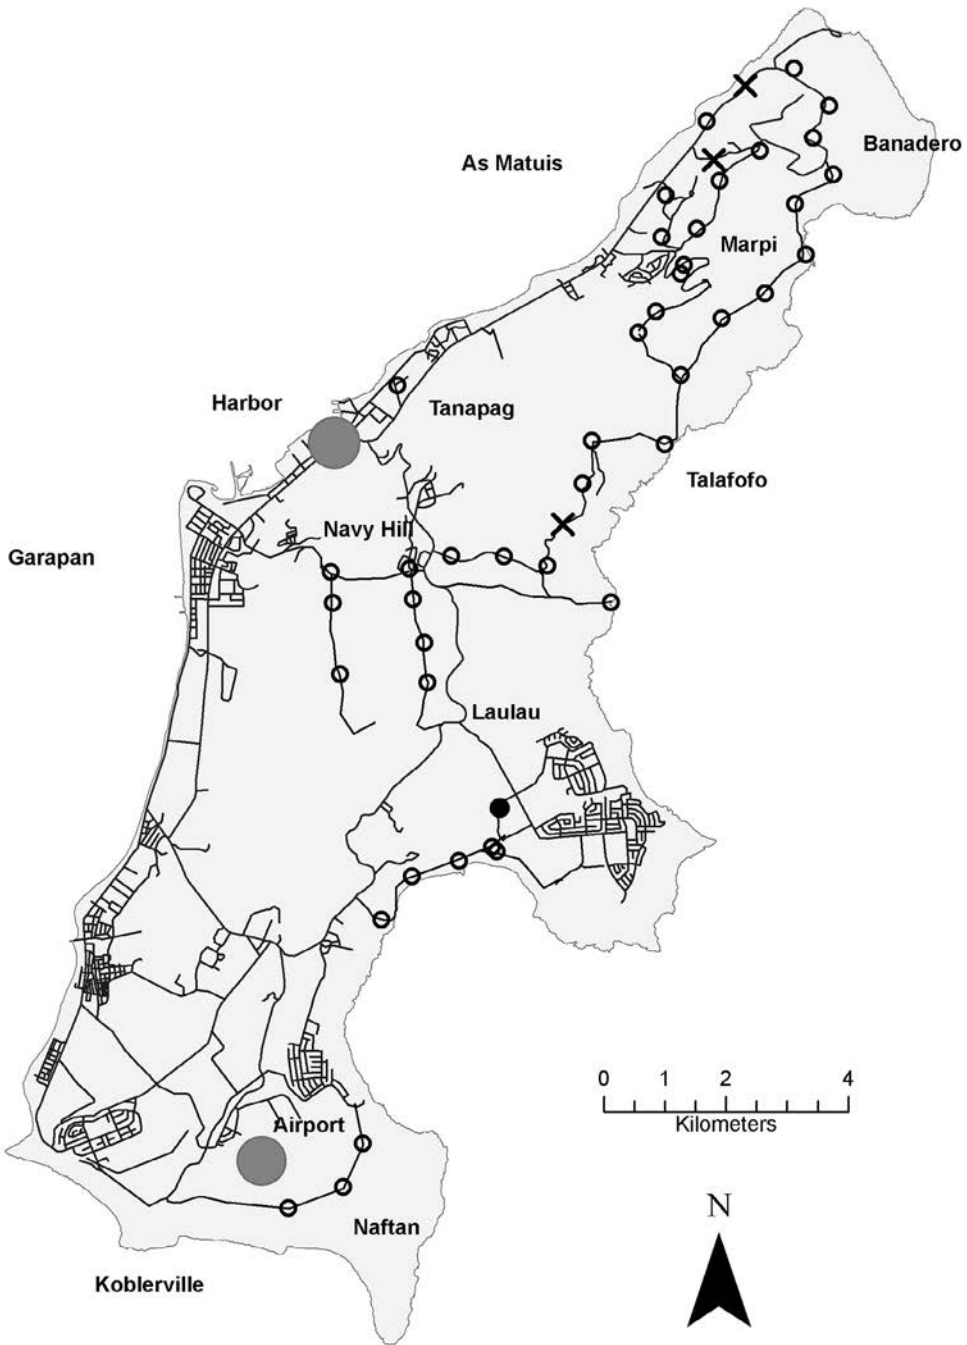 Banadero
As Matuis
Marpi
Harbor
Tanapag
Talafofo
Navy Hill
Garapan
Laulau
0 1 2 4
Kilometers
Airport
N
Naftan
Koblerville